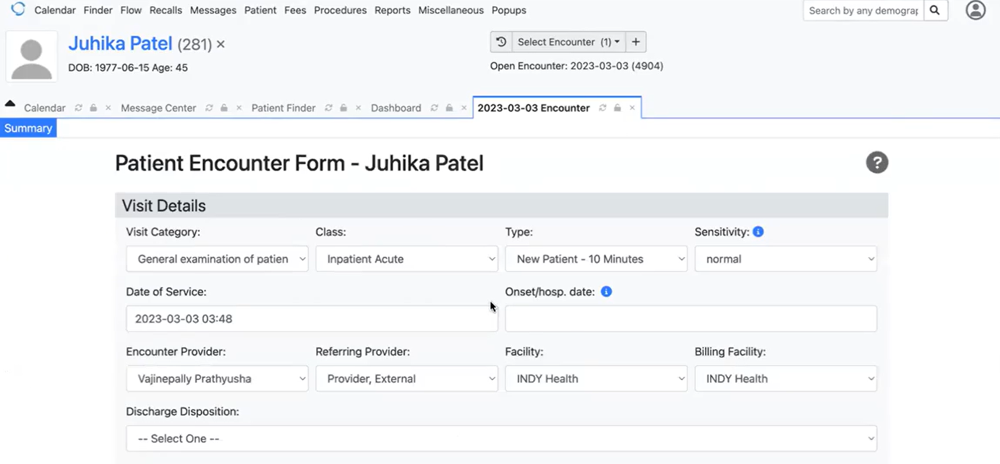 Calendar Finder Flow Recalls Messages Patient Fees Procedures Reports Miscellaneous Popups
Search by any demograp
Juhika Patel (281) ×
Select Encounter (1)
+
DOB: 1977-06-15 Age: 45
Open Encounter: 2023-03-03 (4904)
Calendar × Message Center × Patient Finder × Dashboard × 2023-03-03 Encounter ×
Summary
Patient Encounter Form - Juhika Patel
?
Visit Details
Visit Category: Class: Type: Sensitivity: i
General examination of patien Inpatient Acute New Patient - 10 Minutes normal
Date of Service: Onset/hosp. date: i
2023-03-03 03:48
Encounter Provider: Referring Provider: Facility: Billing Facility:
Vajinepally Prathyusha Provider, External INDY Health INDY Health
Discharge Disposition:
-- Select One --